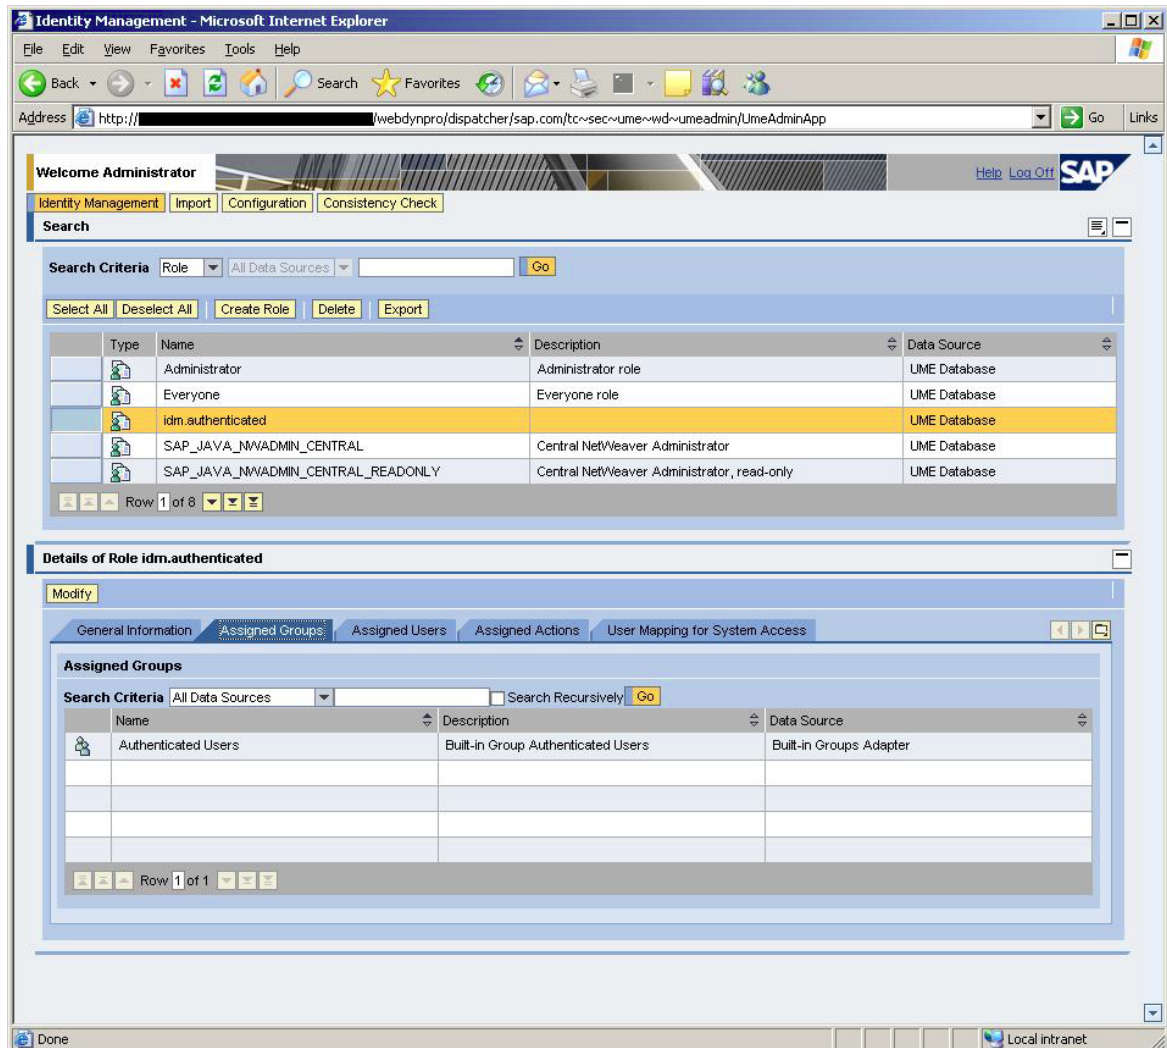 Identity Management - Microsoft Internet Explorer
File Edit View Favorites Tools Help
Back Search Favorites
Address http:// /webdynpro/dispatcher/sap.com/tc~sec~ume~wd~umeadmin/UmeAdminApp Go Links
Welcome Administrator Help Log Off SAP
Identity Management Import Configuration Consistency Check
Search
Search Criteria Role All Data Sources Go
Select All Deselect All Create Role Delete Export
Type Name Description Data Source
Administrator Administrator role UME Database
Everyone Everyone role UME Database
idm.authenticated UME Database
SAP_JAVA_NWADMIN_CENTRAL Central NetWeaver Administrator UME Database
SAP_JAVA_NWADMIN_CENTRAL_READONLY Central NetWeaver Administrator, read-only UME Database
Row 1 of 8
Details of Role idm.authenticated
Modify
General Information Assigned Groups Assigned Users Assigned Actions User Mapping for System Access
Assigned Groups
Search Criteria All Data Sources Search Recursively Go
Name Description Data Source
Authenticated Users Built-in Group Authenticated Users Built-in Groups Adapter
Row 1 of 1
Done Local intranet